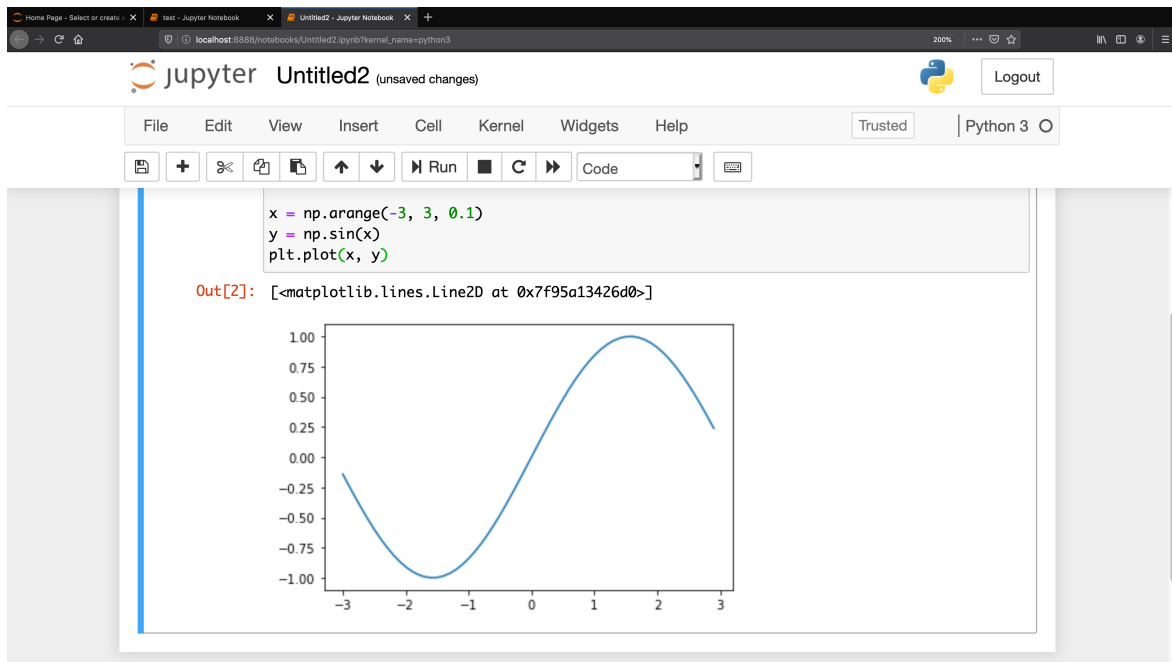 Home Page - Select or create a
test - Jupyter Notebook
Untitled2 - Jupyter Notebook
localhost:8888/notebooks/Untitled2.ipynb?kernel_name=python3
200%
jupyter Untitled2 (unsaved changes)
Logout
File Edit View Insert Cell Kernel Widgets Help
Trusted
Python 3
Run
Code
x = np.arange(-3, 3, 0.1)
y = np.sin(x)
plt.plot(x, y)
Out[2]: [<matplotlib.lines.Line2D at 0x7f95a13426d0>]
1.00
0.75
0.50
0.25
0.00
−0.25
−0.50
−0.75
−1.00
−3 −2 −1 0 1 2 3